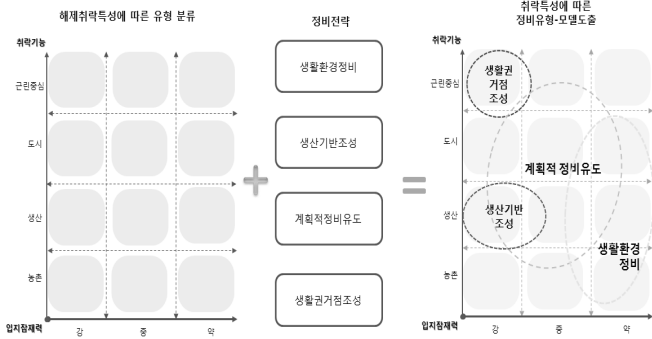 해제취락특성에 따른 유형 분류
취락기능
근린중심
도시
생산
농촌
입지잠재력
강
중
약
정비전략
생활환경정비
생산기반조성
계획적정비유도
생활권거점조성
취락특성에 따른
정비유형-모델도출
취락기능
근린중심
도시
생산
농촌
입지잠재력
강
중
약
생활권
거점
조성
계획적 정비유도
생산기반
조성
생활환경
정비